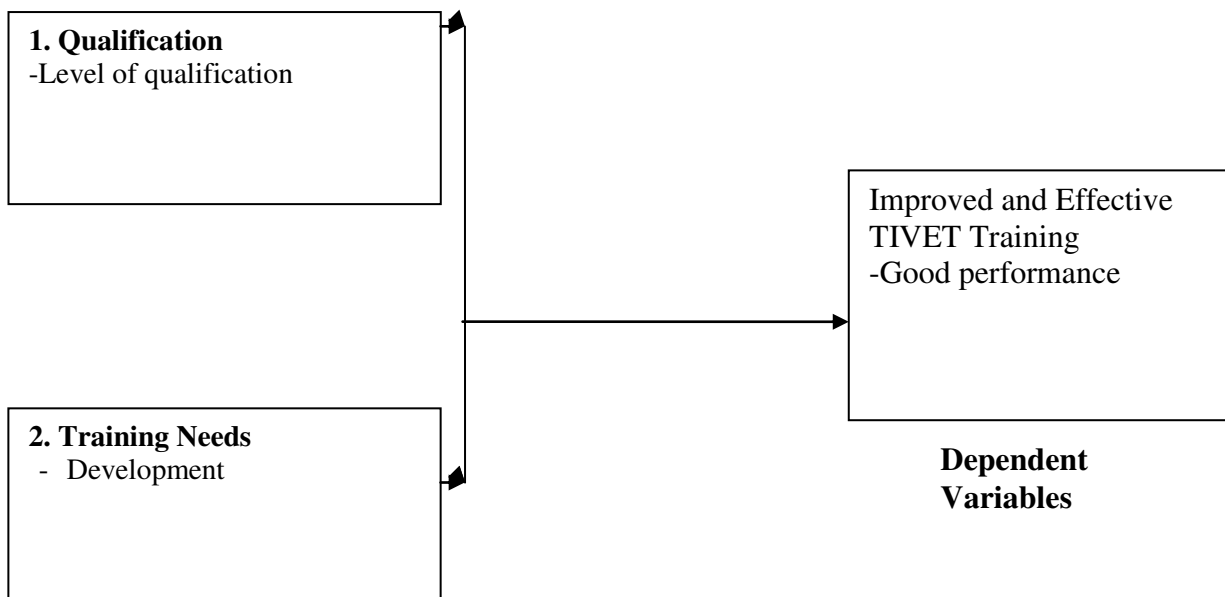 1. Qualification
-Level of qualification
Improved and Effective
TIVET Training
-Good performance
2. Training Needs
- Development
Dependent
Variables